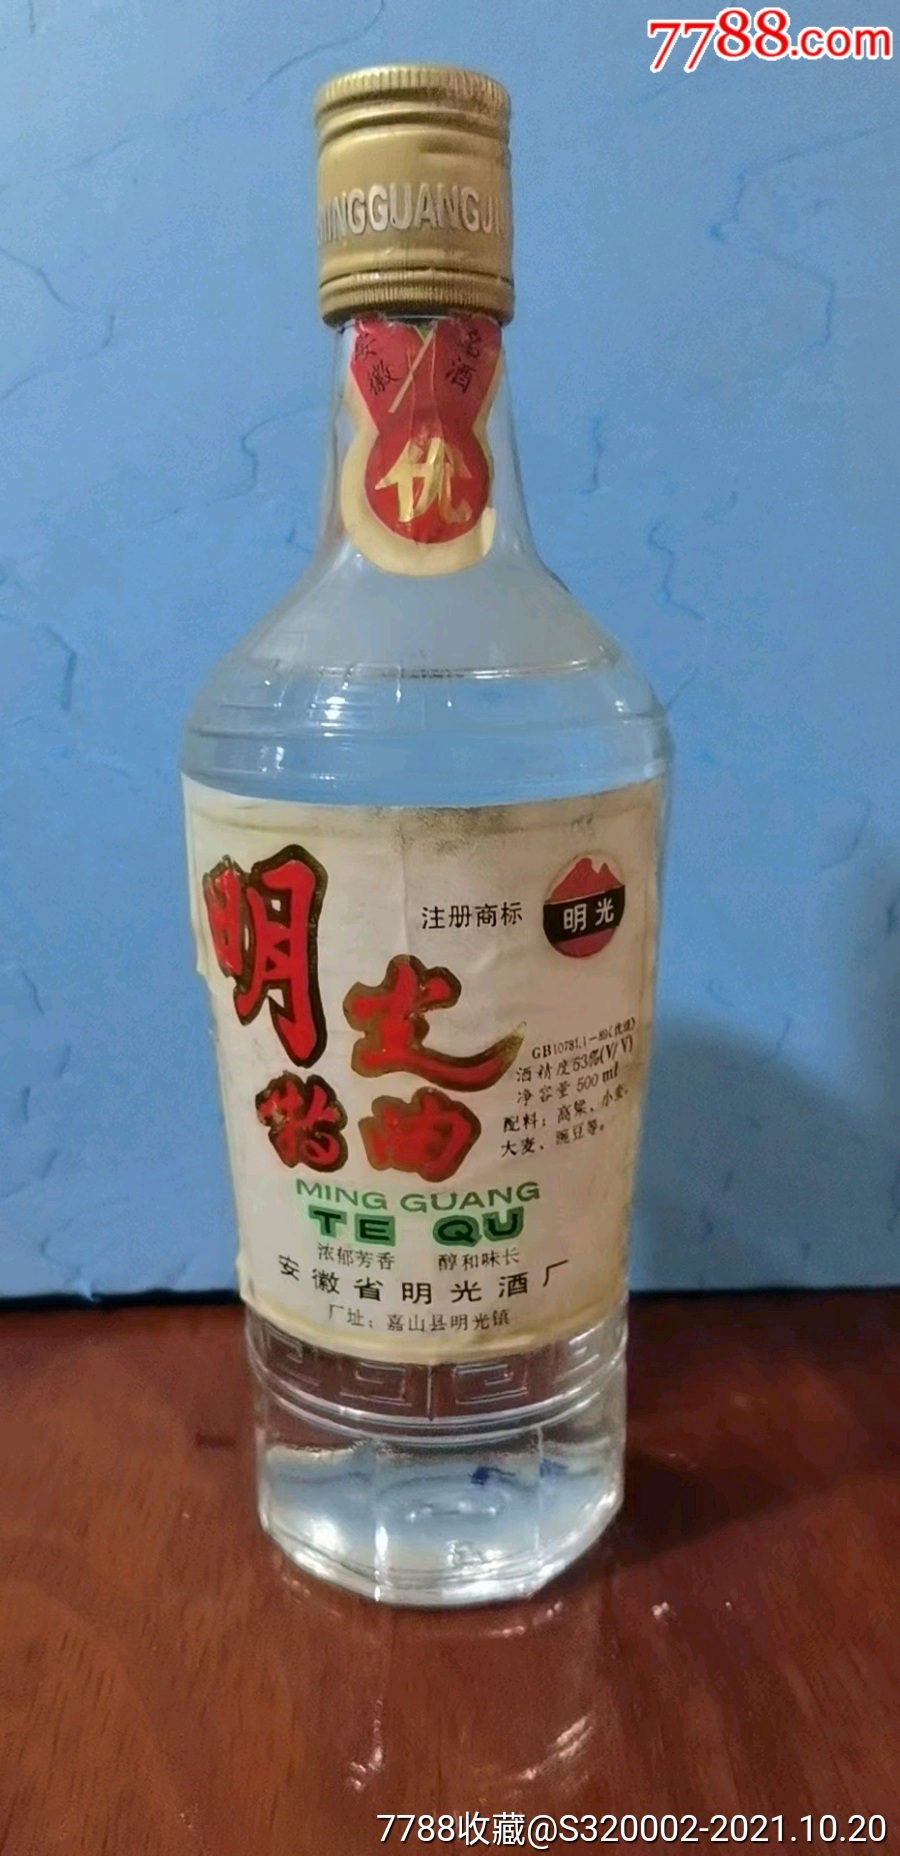 7788.com
MINGGUANGJIU
安徽 名酒
优
注册商标
明光
明光
特曲
GB10781.1-89(优级)
酒精度53%(V/V)
净容量500ml
配料：高粱、小麦、
大麦、豌豆等。
MING GUANG
TE QU
浓郁芳香 醇和味长
安徽省明光酒厂
厂址：嘉山县明光镇
7788收藏@S320002-2021.10.20